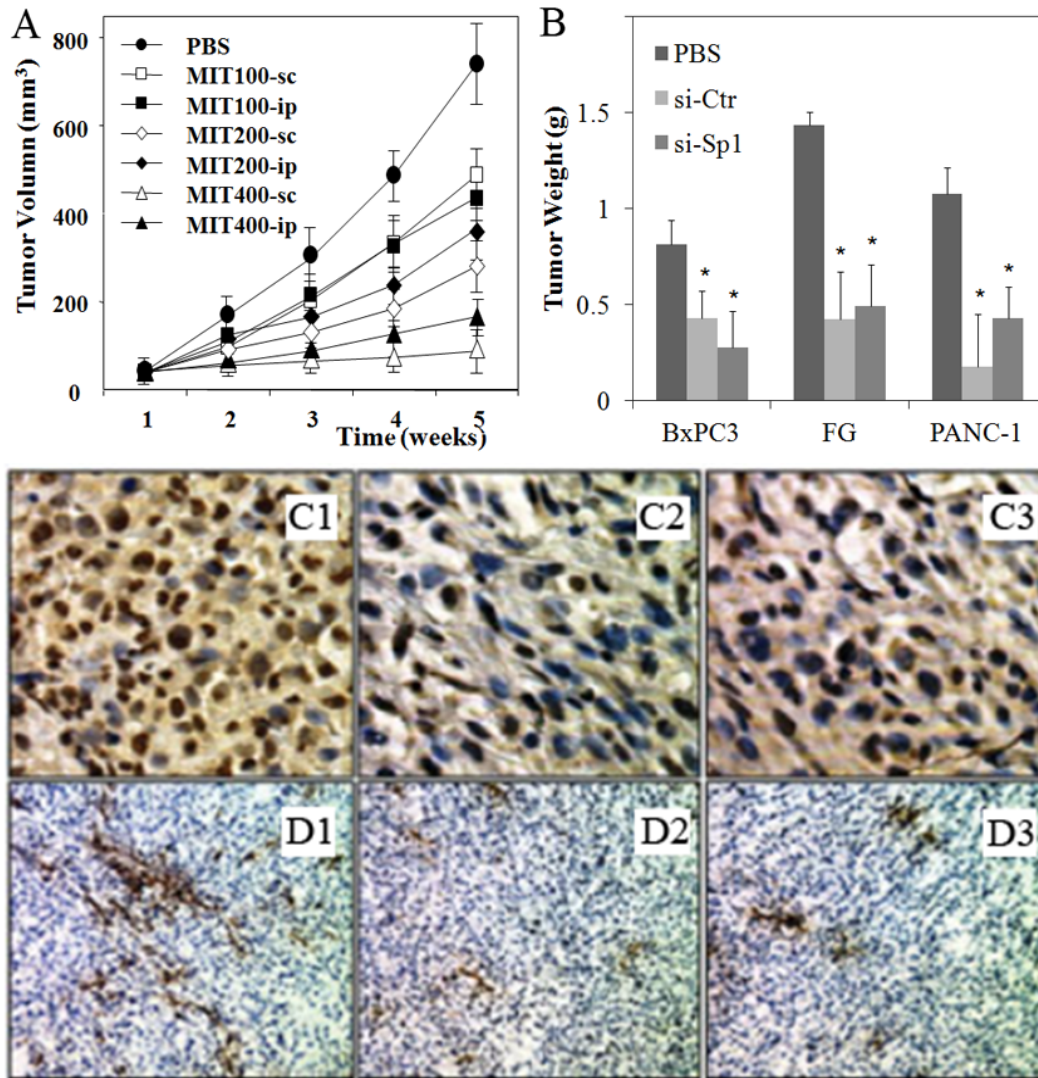 A
Tumor Volumn (mm3)
800
600
400
200
0
PBS
MIT100-sc
MIT100-ip
MIT200-sc
MIT200-ip
MIT400-sc
MIT400-ip
1 2 3 4 5
Time (weeks)
B
Tumor Weight (g)
1.5
1
0.5
0
PBS
si-Ctr
si-Sp1
* * * * * *
BxPC3 FG PANC-1
C1 C2 C3
D1 D2 D3